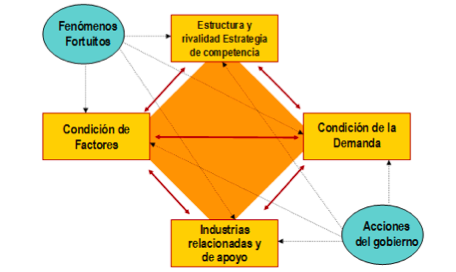 Fenómenos
Fortuitos
Estructura y
rivalidad Estrategia
de competencia
Condición de
Factores
Condición de la
Demanda
Industrias
relacionadas y
de apoyo
Acciones
del gobierno